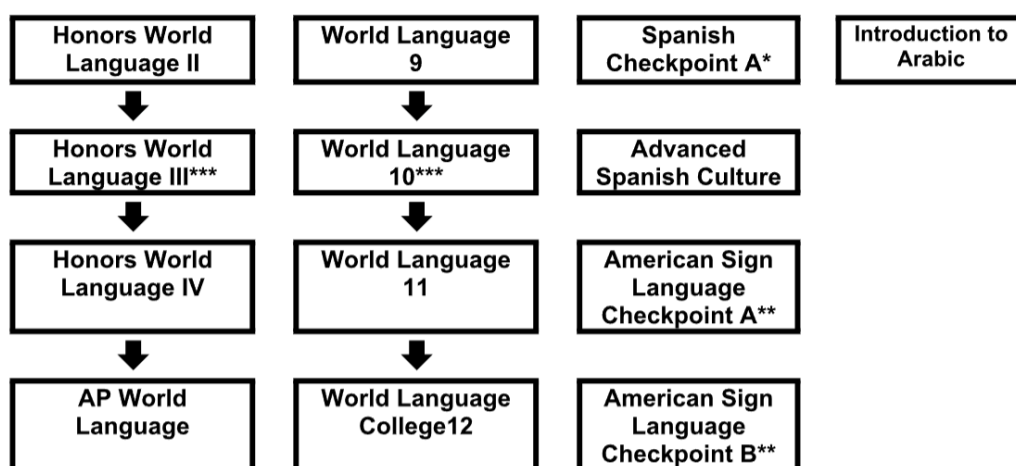 Honors World
Language II
World Language
9
Spanish
Checkpoint A*
Introduction to
Arabic
Honors World
Language III***
World Language
10***
Advanced
Spanish Culture
Honors World
Language IV
World Language
11
American Sign
Language
Checkpoint A**
AP World
Language
World Language
College12
American Sign
Language
Checkpoint B**